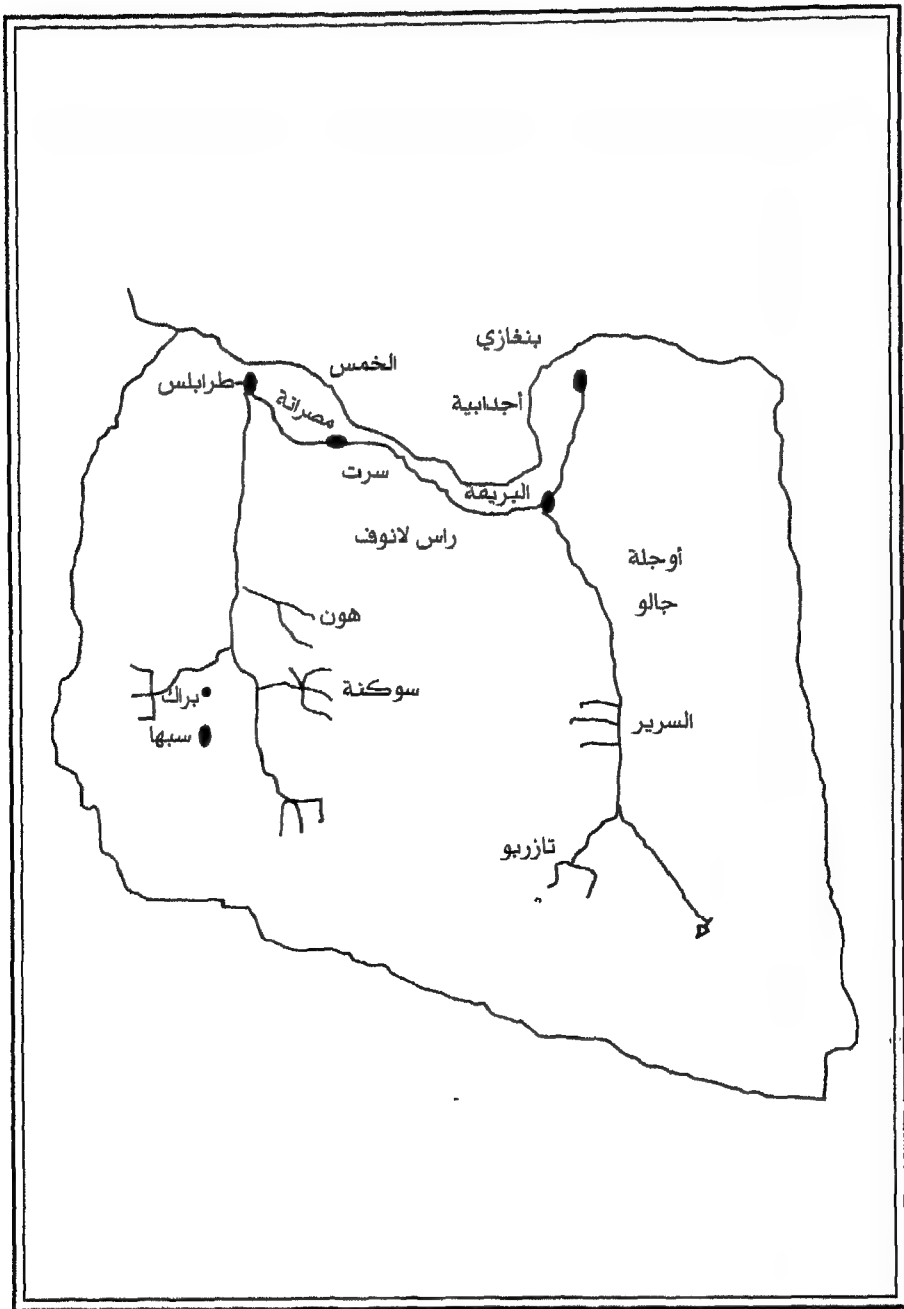 بنغازي
الخمس
طرابلس
مصراتة
أجدابية
سرت
البريقة
راس لانوف
أوجلة
جالو
هون
براك
سوكنة
سبها
السرير
تازربو